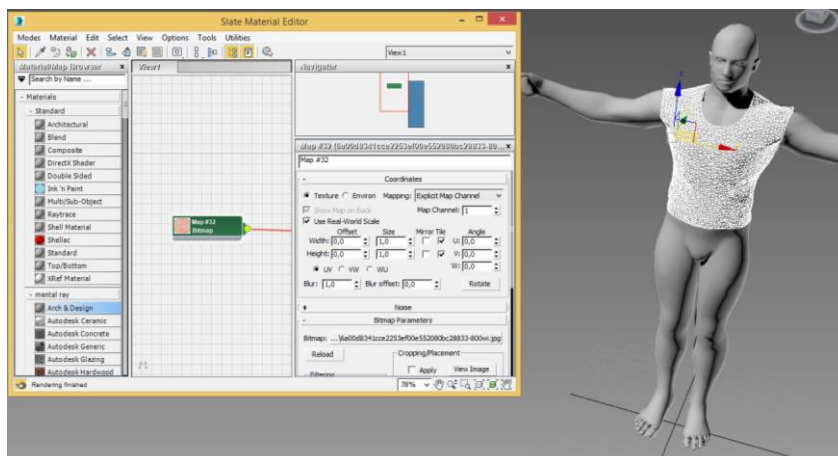 Slate Material Editor
Modes Material Edit Select View Options Tools Utilities
View1
Material/Map Browser
Search by Name ...
- Materials
- Standard
Architectural
Blend
Composite
DirectX Shader
Double Sided
Ink 'n Paint
Multi/Sub-Object
Raytrace
Shell Material
Shellac
Standard
Top/Bottom
XRef Material
- mental ray
Arch & Design
Autodesk Ceramic
Autodesk Concrete
Autodesk Generic
Autodesk Glazing
Autodesk Hardwood
Rendering finished
View1
Map #32
Bitmap
Navigator
Map #32
Coordinates
Texture Environ Mapping: Explicit Map Channel
Show Map on Back Map Channel: 1
Use Real-World Scale
Offset Size Mirror Tile Angle
Width: 0,0 1,0 U: 0,0
Height: 0,0 1,0 V: 0,0
UV VW WU W: 0,0
Blur: 1,0 Blur offset: 0,0 Rotate
+ Noise
- Bitmap Parameters
Reload Cropping/Placement
Apply View Image
Filtering
78%